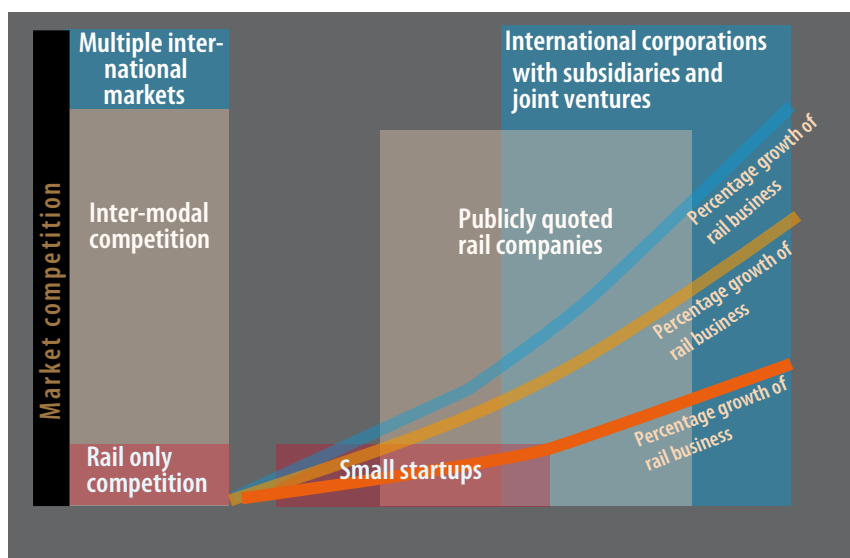 Market competition
Multiple inter-
national
markets
Inter-modal
competition
Rail only
competition
International corporations
with subsidiaries and
joint ventures
Publicly quoted
rail companies
Small startups
Percentage growth of
rail business
Percentage growth of
rail business
Percentage growth of
rail business